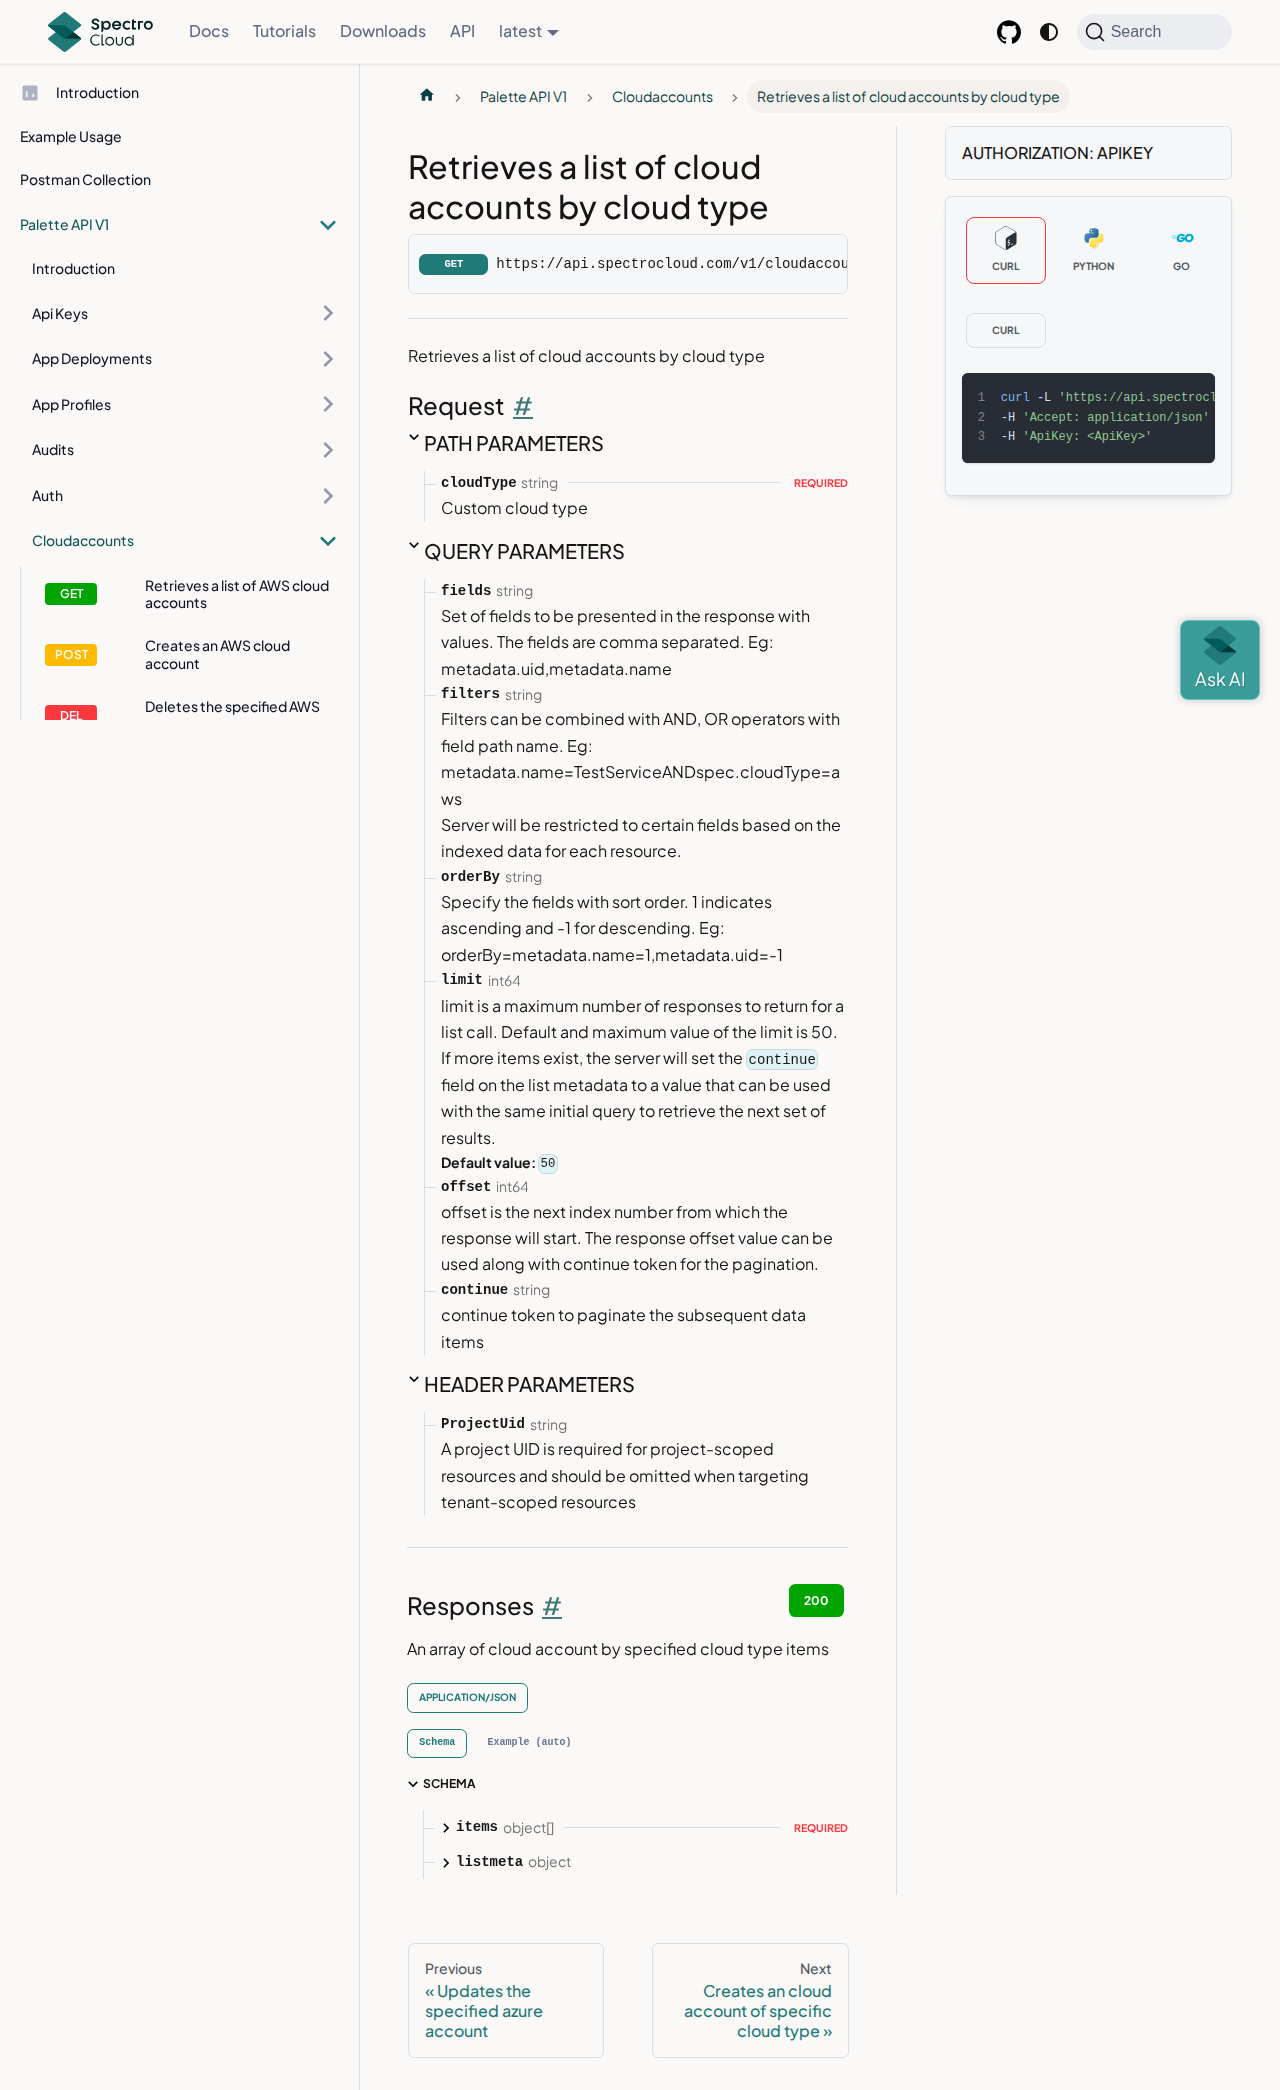 Spectro Cloud
Docs
Tutorials
Downloads
API
latest
Search
Introduction
Example Usage
Postman Collection
Palette API V1
Introduction
Api Keys
App Deployments
App Profiles
Audits
Auth
Cloudaccounts
GET
Retrieves a list of AWS cloud
accounts
POST
Creates an AWS cloud
account
DEL
Deletes the specified AWS
Palette API V1
Cloudaccounts
Retrieves a list of cloud accounts by cloud type
Retrieves a list of cloud
accounts by cloud type
GET https://api.spectrocloud.com/v1/cloudaccou
Retrieves a list of cloud accounts by cloud type
Request #
PATH PARAMETERS
cloudType string REQUIRED
Custom cloud type
QUERY PARAMETERS
fields string
Set of fields to be presented in the response with
values. The fields are comma separated. Eg:
metadata.uid,metadata.name
filters string
Filters can be combined with AND, OR operators with
field path name. Eg:
metadata.name=TestServiceANDspec.cloudType=a
ws
Server will be restricted to certain fields based on the
indexed data for each resource.
orderBy string
Specify the fields with sort order. 1 indicates
ascending and -1 for descending. Eg:
orderBy=metadata.name=1,metadata.uid=-1
limit int64
limit is a maximum number of responses to return for a
list call. Default and maximum value of the limit is 50.
If more items exist, the server will set the continue
field on the list metadata to a value that can be used
with the same initial query to retrieve the next set of
results.
Default value: 50
offset int64
offset is the next index number from which the
response will start. The response offset value can be
used along with continue token for the pagination.
continue string
continue token to paginate the subsequent data
items
HEADER PARAMETERS
ProjectUid string
A project UID is required for project-scoped
resources and should be omitted when targeting
tenant-scoped resources
Responses #
200
An array of cloud account by specified cloud type items
APPLICATION/JSON
Schema
Example (auto)
SCHEMA
items object[] REQUIRED
listmeta object
Previous
« Updates the
specified azure
account
Next
Creates an cloud
account of specific
cloud type »
AUTHORIZATION: APIKEY
CURL
PYTHON
GO
CURL
1 curl -L 'https://api.spectrocl
2 -H 'Accept: application/json'
3 -H 'ApiKey: <ApiKey>'
Ask AI